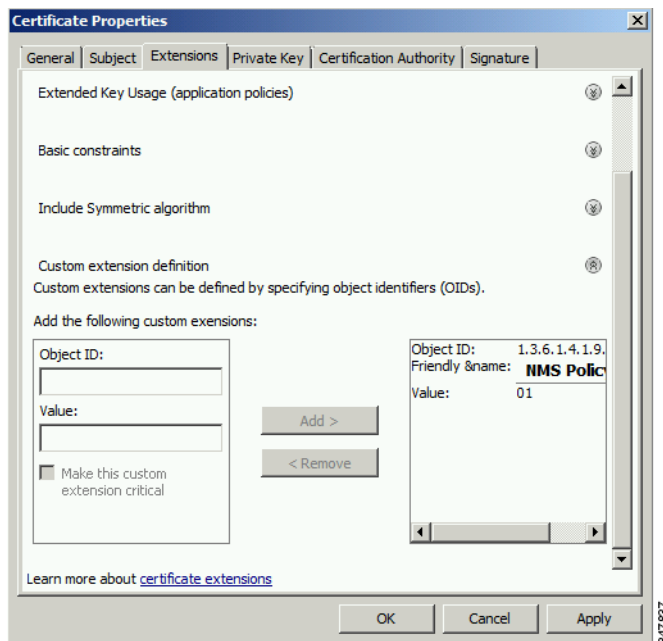 Certificate Properties
General Subject Extensions Private Key Certification Authority Signature
Extended Key Usage (application policies)
Basic constraints
Include Symmetric algorithm
Custom extension definition
Custom extensions can be defined by specifying object identifiers (OIDs).
Add the following custom exensions:
Object ID:
Value:
Make this custom
extension critical
Add >
< Remove
Object ID: 1.3.6.1.4.1.9.
Friendly &name: NMS Policy
Value: 01
Learn more about certificate extensions
OK Cancel Apply